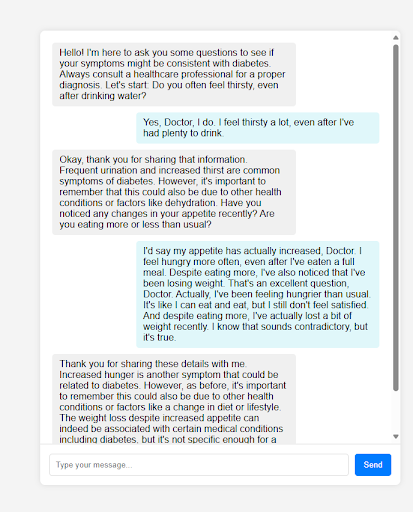 Hello! I'm here to ask you some questions to see if
your symptoms might be consistent with diabetes.
Always consult a healthcare professional for a proper
diagnosis. Let's start: Do you often feel thirsty, even
after drinking water?
Yes, Doctor, I do. I feel thirsty a lot, even after I've
had plenty to drink.
Okay, thank you for sharing that information.
Frequent urination and increased thirst are common
symptoms of diabetes. However, it's important to
remember that this could also be due to other health
conditions or factors like dehydration. Have you
noticed any changes in your appetite recently? Are
you eating more or less than usual?
I'd say my appetite has actually increased, Doctor. I
feel hungry more often, even after I've eaten a full
meal. Despite eating more, I've also noticed that I've
been losing weight. That's an excellent question,
Doctor. Actually, I've been feeling hungrier than usual.
It's like I can eat and eat, but I still don't feel satisfied.
And despite eating more, I've actually lost a bit of
weight recently. I know that sounds contradictory, but
it's true.
Thank you for sharing these details with me.
Increased hunger is another symptom that could be
related to diabetes. However, as before, it's important
to remember this could also be due to other health
conditions or factors like a change in diet or lifestyle.
The weight loss despite increased appetite can
indeed be associated with certain medical conditions
including diabetes, but it's not specific enough for a
Type your message...
Send